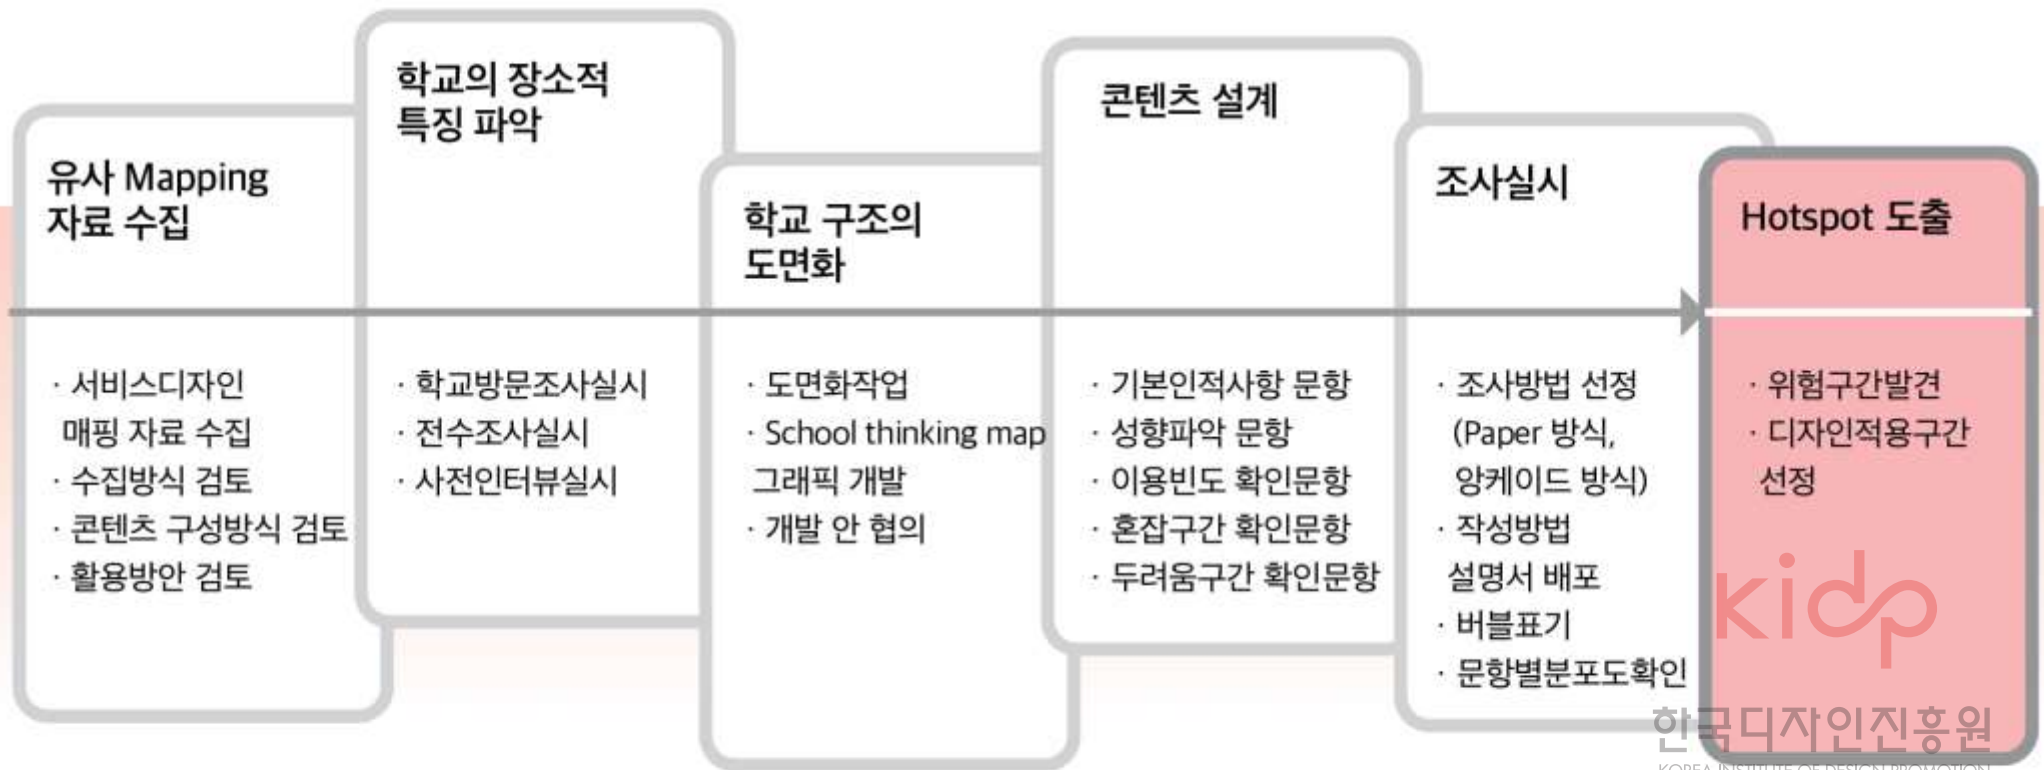 유사 Mapping
자료 수집
· 서비스디자인
매핑 자료 수집
· 수집방식 검토
· 콘텐츠 구성방식 검토
· 활용방안 검토
학교의 장소적
특징 파악
· 학교방문조사실시
· 전수조사실시
· 사전인터뷰실시
학교 구조의
도면화
· 도면화작업
· School thinking map
그래픽 개발
· 개발 안 협의
콘텐츠 설계
· 기본인적사항 문항
· 성향파악 문항
· 이용빈도 확인문항
· 혼잡구간 확인문항
· 두려움구간 확인문항
조사실시
· 조사방법 선정
(Paper 방식,
앙케이드 방식)
· 작성방법
설명서 배포
· 버블표기
· 문항별분포도확인
Hotspot 도출
· 위험구간발견
· 디자인적용구간
선정
kidp
한국디자인진흥원
KOREA INSTITUTE OF DESIGN PROMOTION